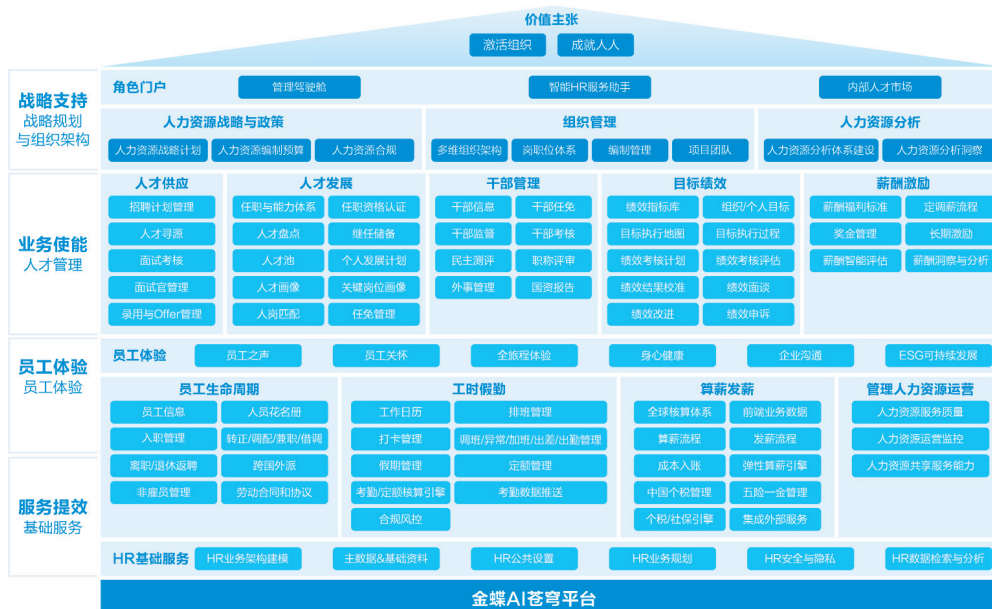 价值主张
激活组织 成就人人
战略支持
战略规划
与组织架构
角色门户 管理驾驶舱 智能HR服务助手 内部人才市场
人力资源战略与政策 组织管理 人力资源分析
人力资源战略计划 人力资源编制预算 人力资源合规 多维组织架构 岗职位体系 编制管理 项目团队 人力资源分析体系建设 人力资源分析洞察
业务使能
人才管理
人才供应 人才发展 干部管理 目标绩效 薪酬激励
招聘计划管理 任职与能力体系 任职资格认证 干部信息 干部任免 绩效指标库 组织/个人目标 薪酬福利标准 定调薪流程
人才寻源 人才盘点 继任储备 干部监督 干部考核 目标执行地图 目标执行过程 奖金管理 长期激励
面试考核 人才池 个人发展计划 民主测评 职称评审 绩效考核计划 绩效考核评估 薪酬智能评估 薪酬洞察与分析
面试官管理 人才画像 关键岗位画像 外事管理 国资报告 绩效结果校准 绩效面谈
录用与Offer管理 人岗匹配 任免管理 绩效改进 绩效申诉
员工体验
员工体验
员工体验 员工之声 员工关怀 全旅程体验 身心健康 企业沟通 ESG可持续发展
员工生命周期 工时假勤 算薪发薪 管理人力资源运营
员工信息 人员花名册 工作日历 排班管理 全球核算体系 前端业务数据 人力资源服务质量
入职管理 转正/调配/兼职/借调 打卡管理 调班/异常/加班/出差/出勤管理 算薪流程 发薪流程 人力资源运营监控
离职/退休返聘 跨国外派 假期管理 定额管理 成本入账 弹性算薪引擎 人力资源共享服务能力
非雇员管理 劳动合同和协议 考勤/定额核算引擎 考勤数据推送 中国个税管理 五险一金管理
合规风控 个税/社保引擎 集成外部服务
服务提效
基础服务
HR基础服务 HR业务架构建模 主数据&基础资料 HR公共设置 HR业务规划 HR安全与隐私 HR数据检索与分析
金蝶AI苍穹平台